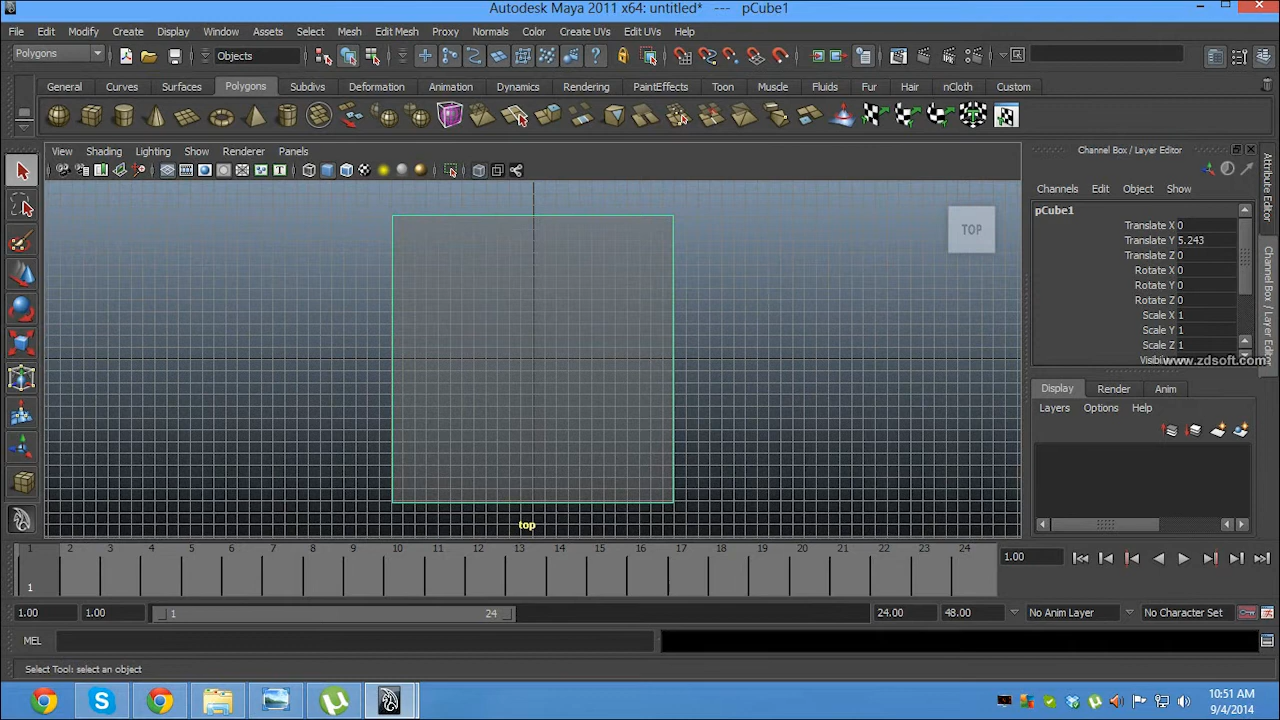 Autodesk Maya 2011 x64: untitled* --- pCube1
File Edit Modify Create Display Window Assets Select Mesh Edit Mesh Proxy Normals Color Create UVs Edit UVs Help
Polygons Objects
General Curves Surfaces Polygons Subdivs Deformation Animation Dynamics Rendering PaintEffects Toon Muscle Fluids Fur Hair nCloth Custom
View Shading Lighting Show Renderer Panels
Channel Box / Layer Editor
Channels Edit Object Show
pCube1
Translate X 0
Translate Y 5.243
Translate Z 0
Rotate X 0
Rotate Y 0
Rotate Z 0
Scale X 1
Scale Y 1
Scale Z 1
www.zdsoft.com
Attribute Editor
TOP
top
Display Render Anim
Layers Options Help
1 2 3 4 5 6 7 8 9 10 11 12 13 14 15 16 17 18 19 20 21 22 23 24
1
1.00
1.00 1.00 1 24 24.00 48.00 No Anim Layer No Character Set
MEL
Select Tool: select an object
10:51 AM
9/4/2014